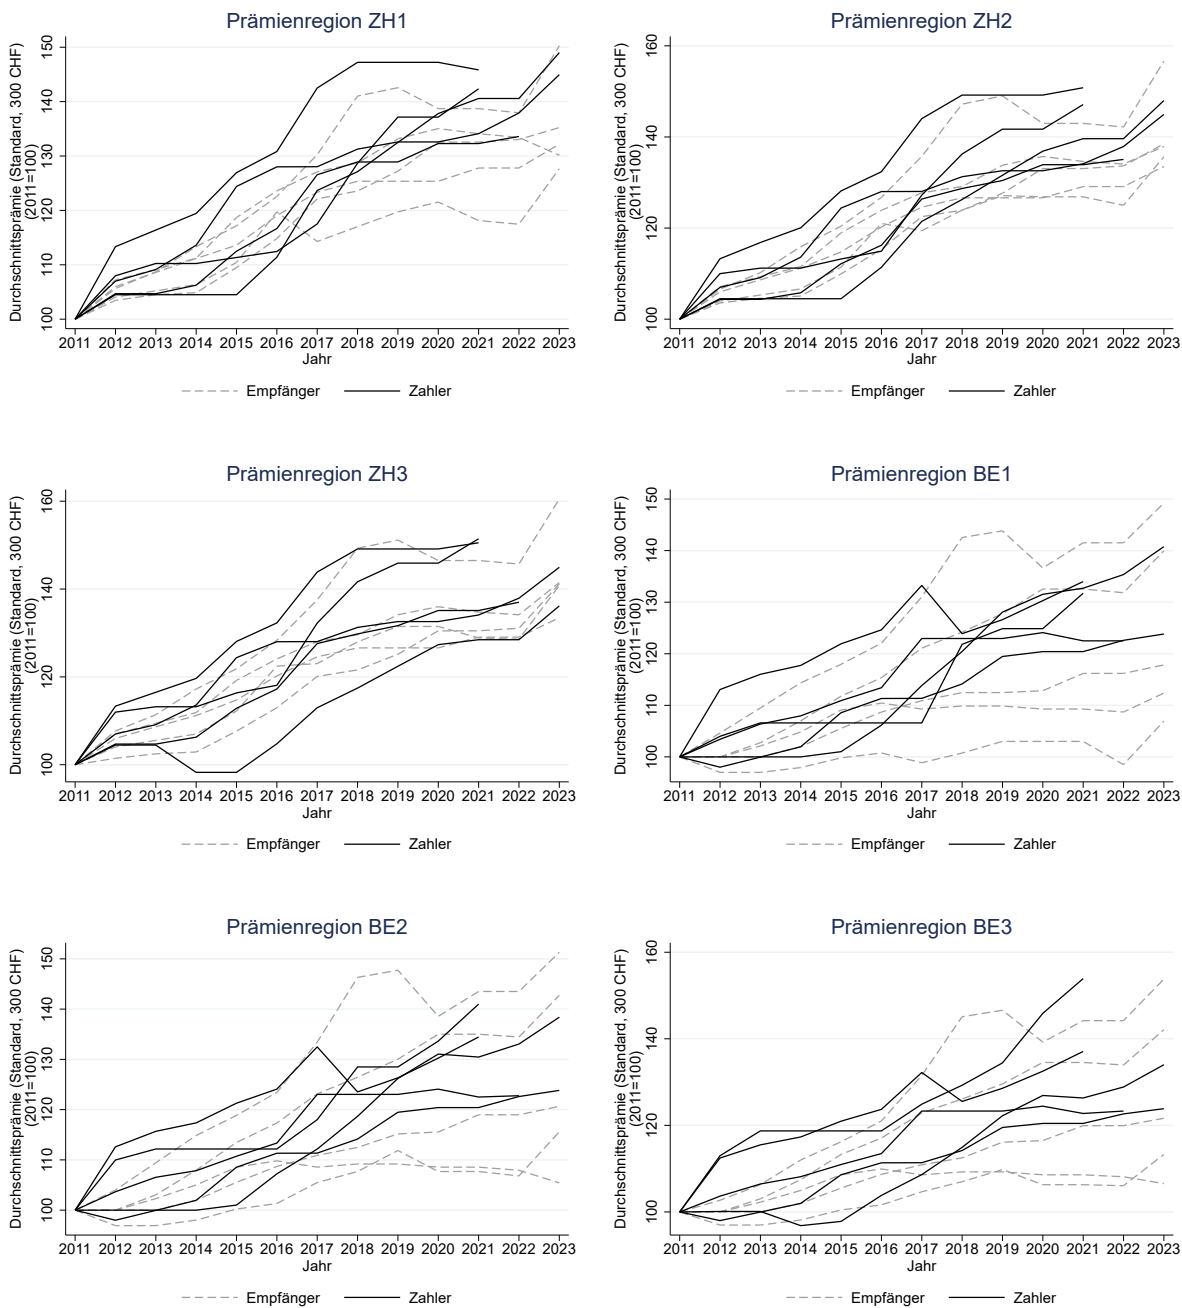 Prämienregion ZH1
Durchschnittsprämie (Standard, 300 CHF)
(2011=100)
150
140
130
120
110
100
2011 2012 2013 2014 2015 2016 2017 2018 2019 2020 2021 2022 2023
Jahr
Empfänger Zahler
Prämienregion ZH2
Durchschnittsprämie (Standard, 300 CHF)
(2011=100)
160
140
120
100
2011 2012 2013 2014 2015 2016 2017 2018 2019 2020 2021 2022 2023
Jahr
Empfänger Zahler
Prämienregion ZH3
Durchschnittsprämie (Standard, 300 CHF)
(2011=100)
160
140
120
100
2011 2012 2013 2014 2015 2016 2017 2018 2019 2020 2021 2022 2023
Jahr
Empfänger Zahler
Prämienregion BE1
Durchschnittsprämie (Standard, 300 CHF)
(2011=100)
150
140
130
120
110
100
2011 2012 2013 2014 2015 2016 2017 2018 2019 2020 2021 2022 2023
Jahr
Empfänger Zahler
Prämienregion BE2
Durchschnittsprämie (Standard, 300 CHF)
(2011=100)
150
140
130
120
110
100
2011 2012 2013 2014 2015 2016 2017 2018 2019 2020 2021 2022 2023
Jahr
Empfänger Zahler
Prämienregion BE3
Durchschnittsprämie (Standard, 300 CHF)
(2011=100)
160
140
120
100
2011 2012 2013 2014 2015 2016 2017 2018 2019 2020 2021 2022 2023
Jahr
Empfänger Zahler